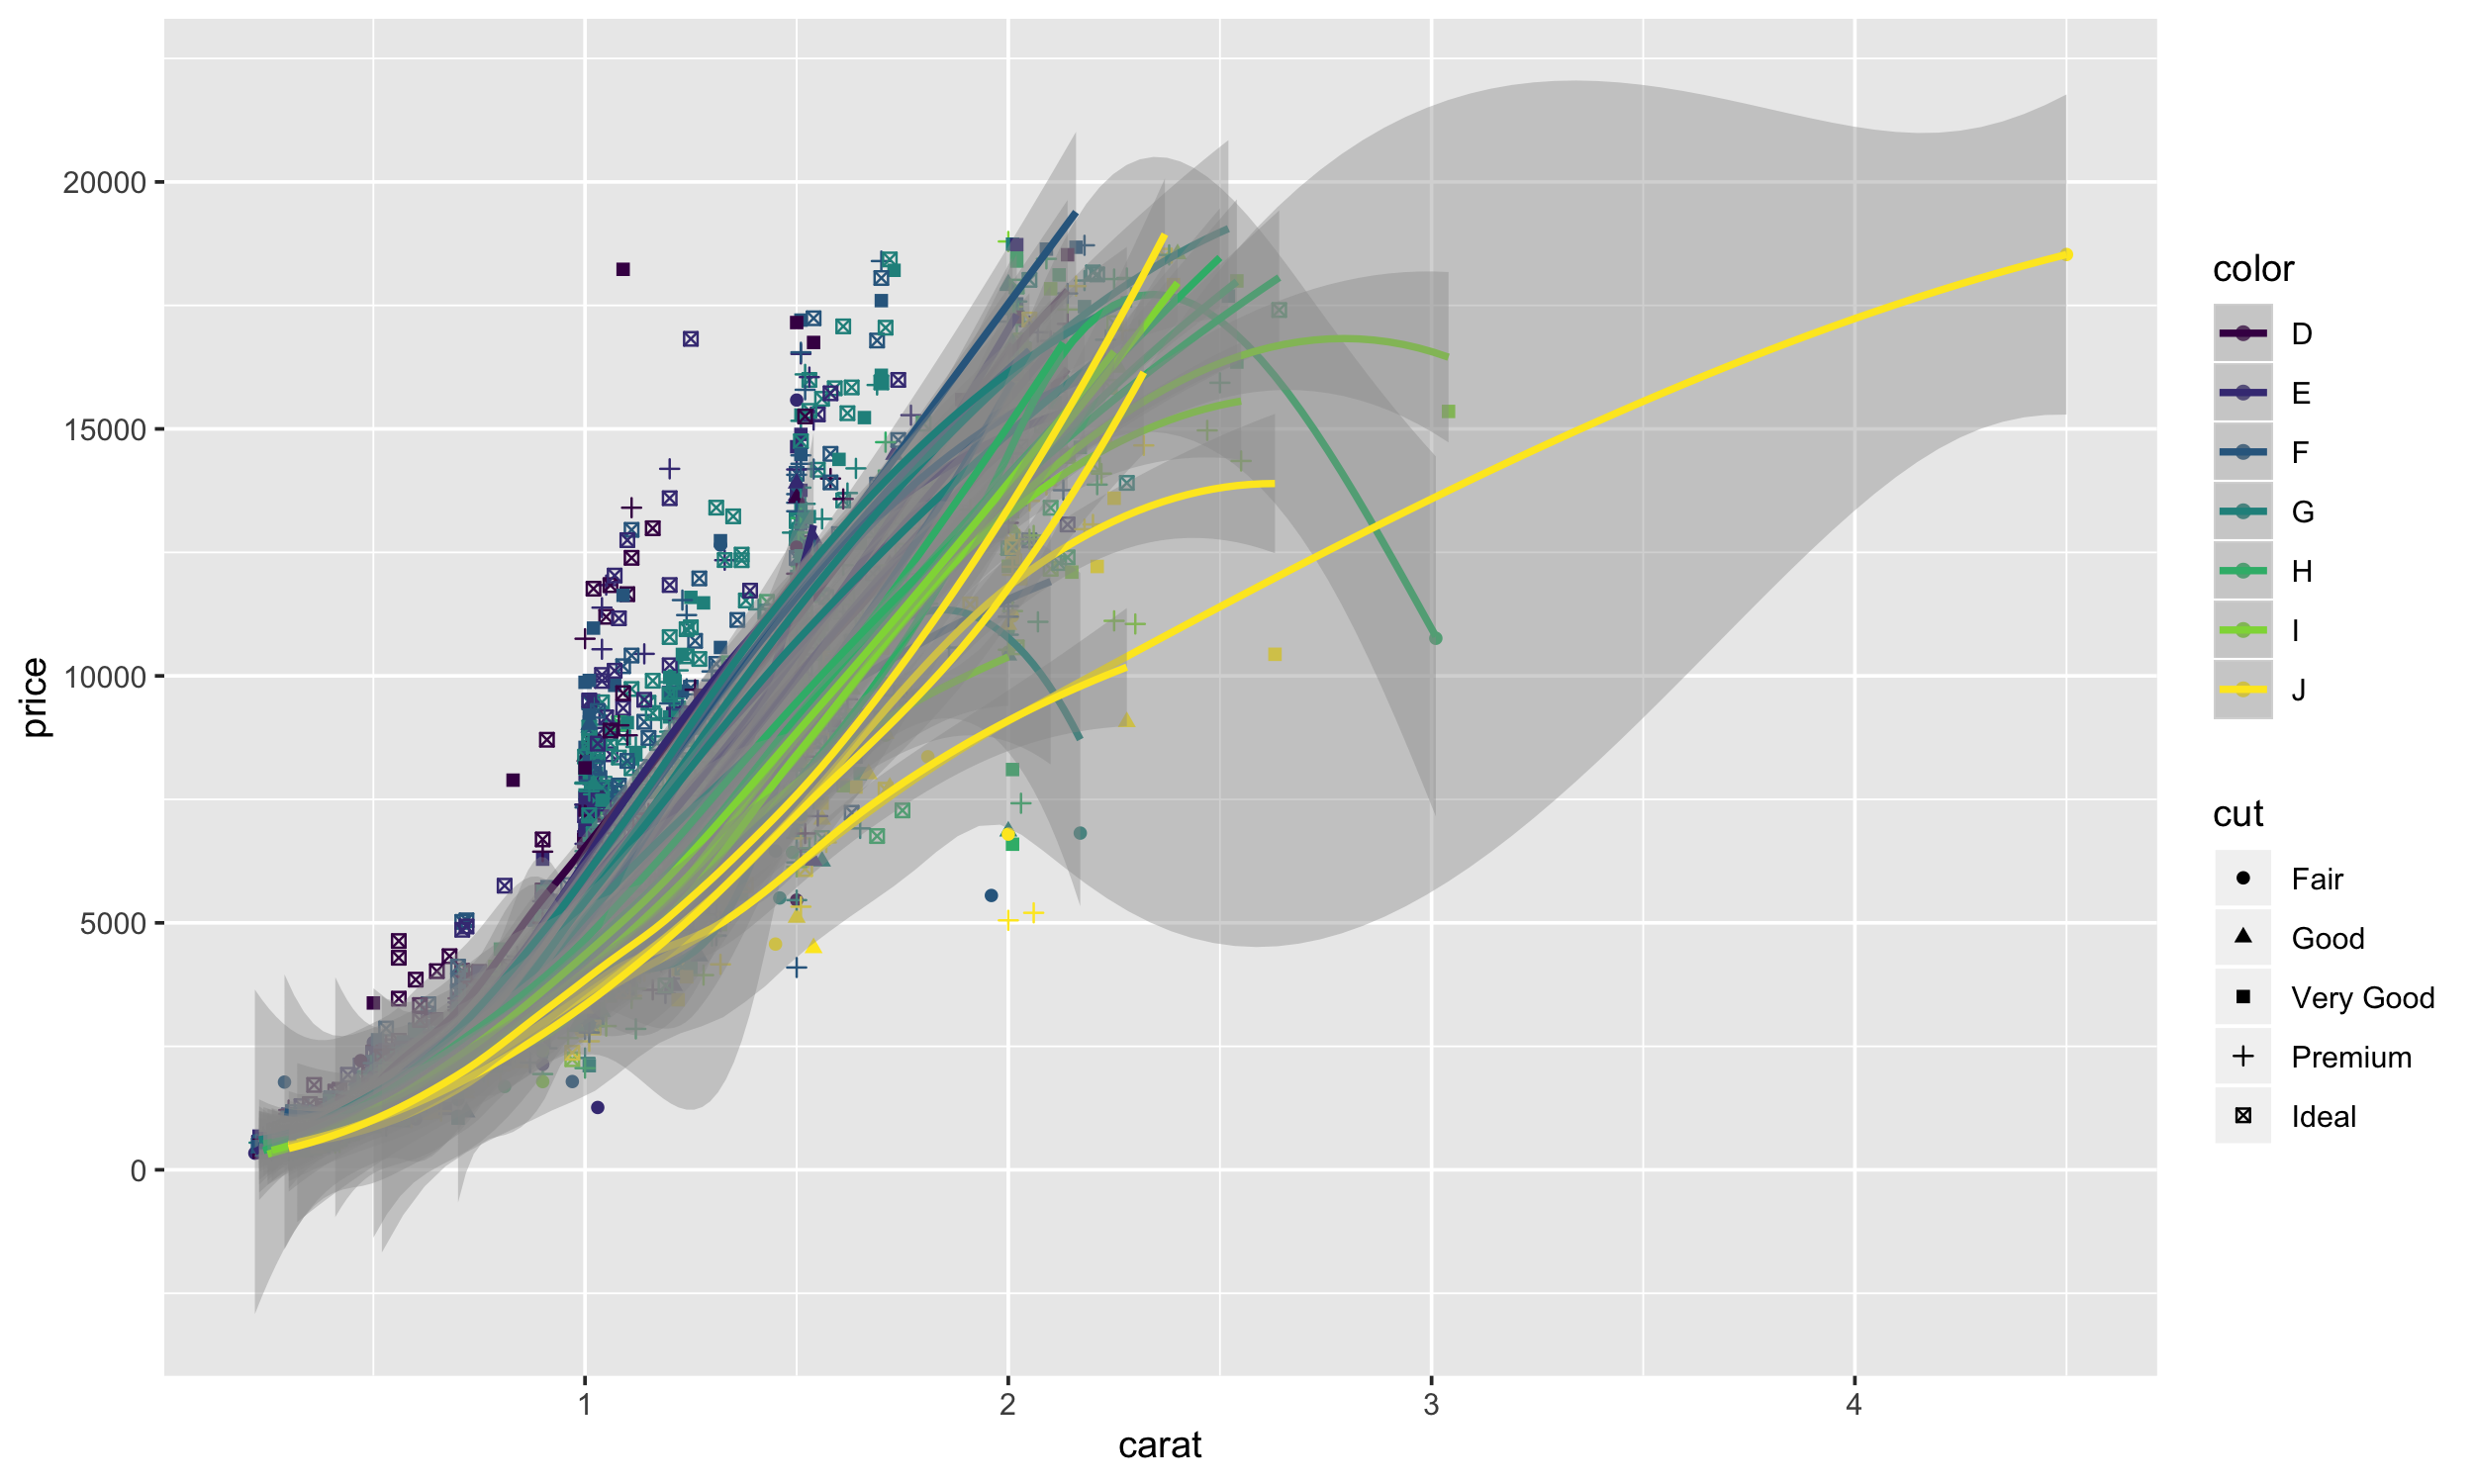 price
20000
15000
10000
5000
0
1
2
3
4
carat
color
D
E
F
G
H
I
J
cut
Fair
Good
Very Good
Premium
Ideal